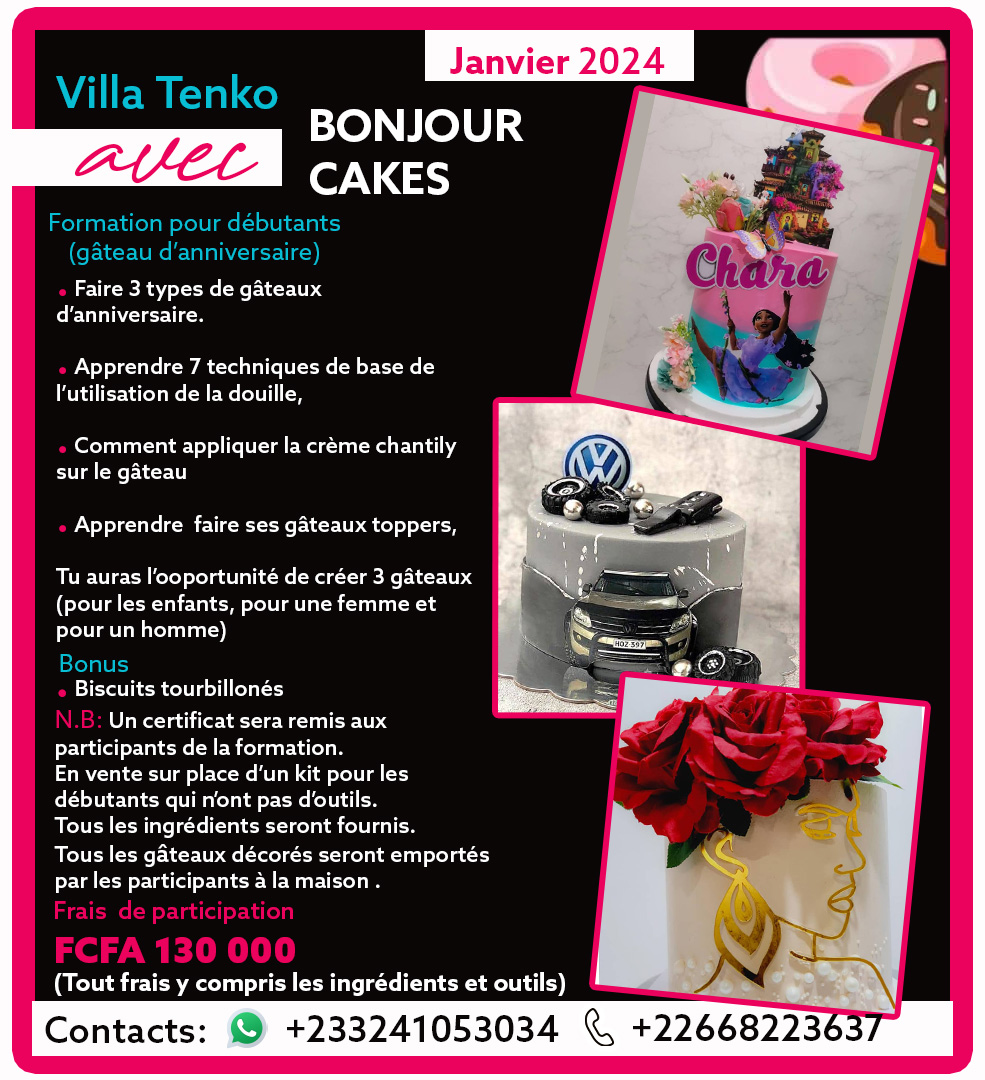 Janvier 2024
Villa Tenko
avec
BONJOUR
CAKES
Formation pour débutants
(gâteau d’anniversaire)
• Faire 3 types de gâteaux
d’anniversaire.
• Apprendre 7 techniques de base de
l’utilisation de la douille,
• Comment appliquer la crème chantily
sur le gâteau
• Apprendre  faire ses gâteaux toppers,
Tu auras l’ooportunité de créer 3 gâteaux
(pour les enfants, pour une femme et
pour un homme)
Bonus
• Biscuits tourbillonés
N.B: Un certificat sera remis aux
participants de la formation.
En vente sur place d’un kit pour les
débutants qui n’ont pas d’outils.
Tous les ingrédients seront fournis.
Tous les gâteaux décorés seront emportés
par les participants à la maison .
Frais  de participation
FCFA 130 000
(Tout frais y compris les ingrédients et outils)
Contacts: +233241053034 +22668223637
Chara
VW
HOZ-397